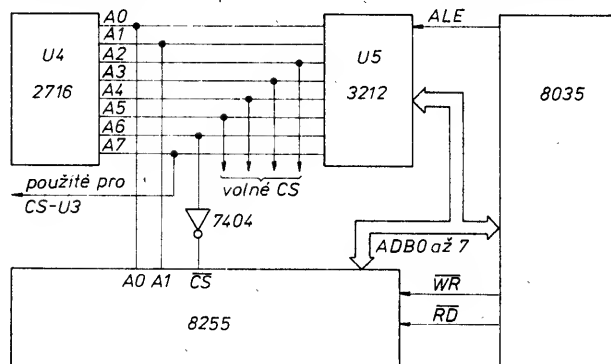 U4
2716
A0
A1
A2
A3
A4
A5
A6
A7
U5
3212
ALE
8035
použité pro
CS-U3
volné CS
7404
ADB0 až 7
A0 A1 CS
8255
WR
RD